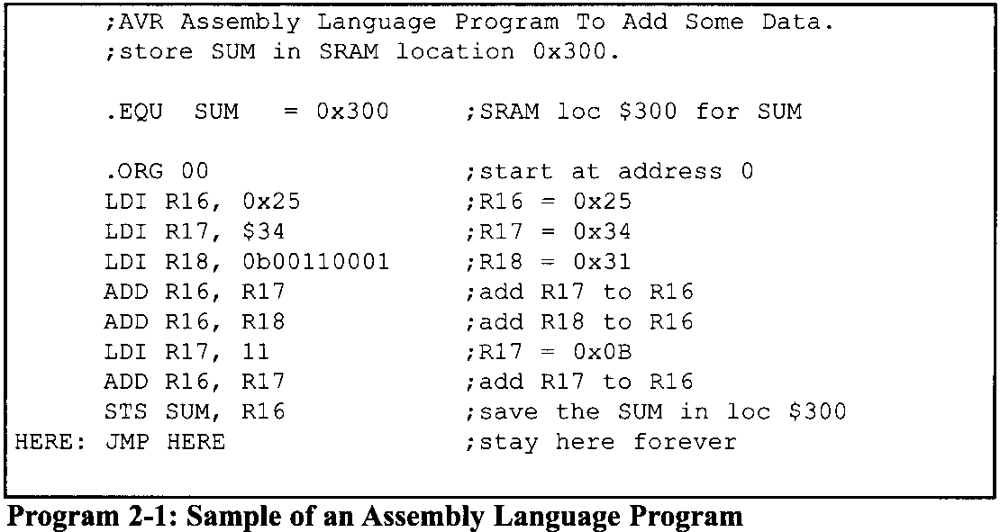 ;AVR Assembly Language Program To Add Some Data.
;store SUM in SRAM location 0x300.
.EQU SUM = 0x300 ;SRAM loc $300 for SUM
.ORG 00 ;start at address 0
LDI R16, 0x25 ;R16 = 0x25
LDI R17, $34 ;R17 = 0x34
LDI R18, 0b00110001 ;R18 = 0x31
ADD R16, R17 ;add R17 to R16
ADD R16, R18 ;add R18 to R16
LDI R17, 11 ;R17 = 0x0B
ADD R16, R17 ;add R17 to R16
STS SUM, R16 ;save the SUM in loc $300
HERE: JMP HERE ;stay here forever
Program 2-1: Sample of an Assembly Language Program